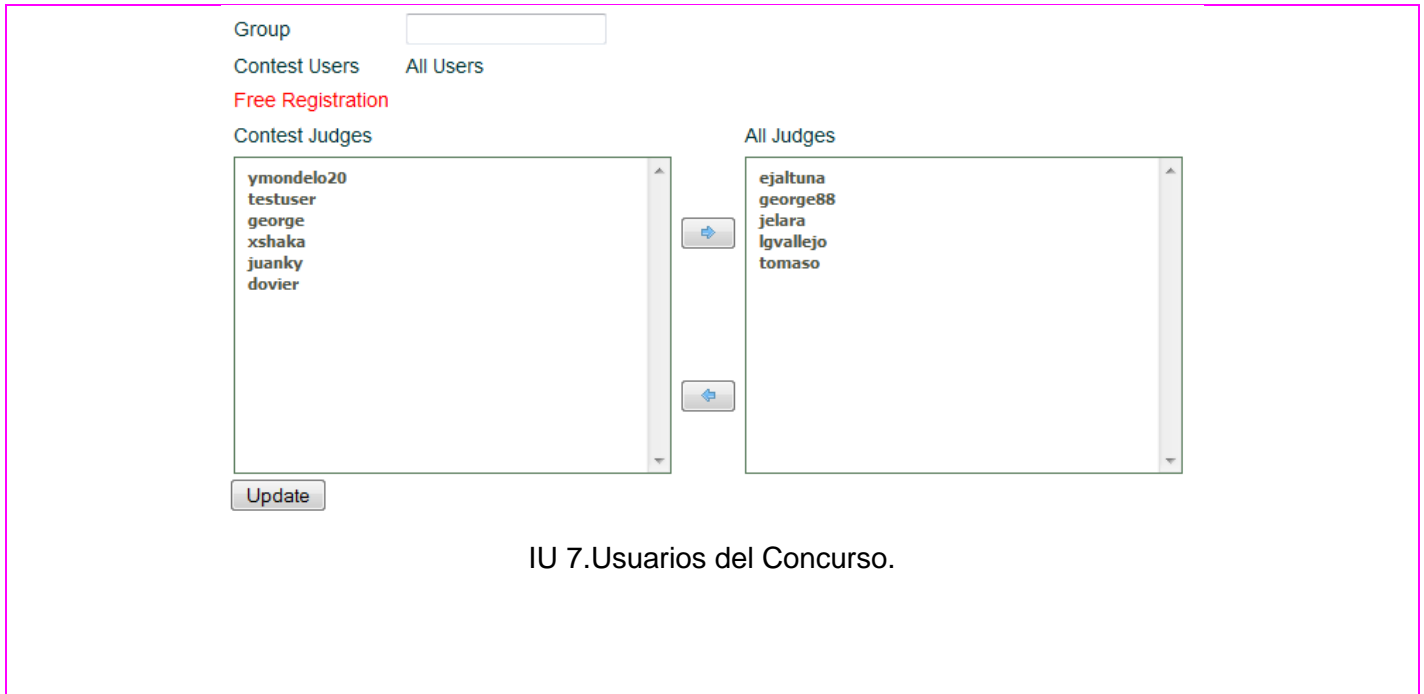 Group
Contest Users All Users
Free Registration
Contest Judges All Judges
ymondelo20
testuser
george
xshaka
juanky
dovier
ejaltuna
george88
jelara
lgvallejo
tomaso
Update
IU 7.Usuarios del Concurso.